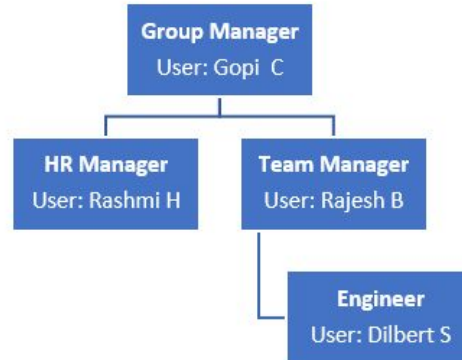 Group Manager
User: Gopi C
HR Manager
User: Rashmi H
Team Manager
User: Rajesh B
Engineer
User: Dilbert S